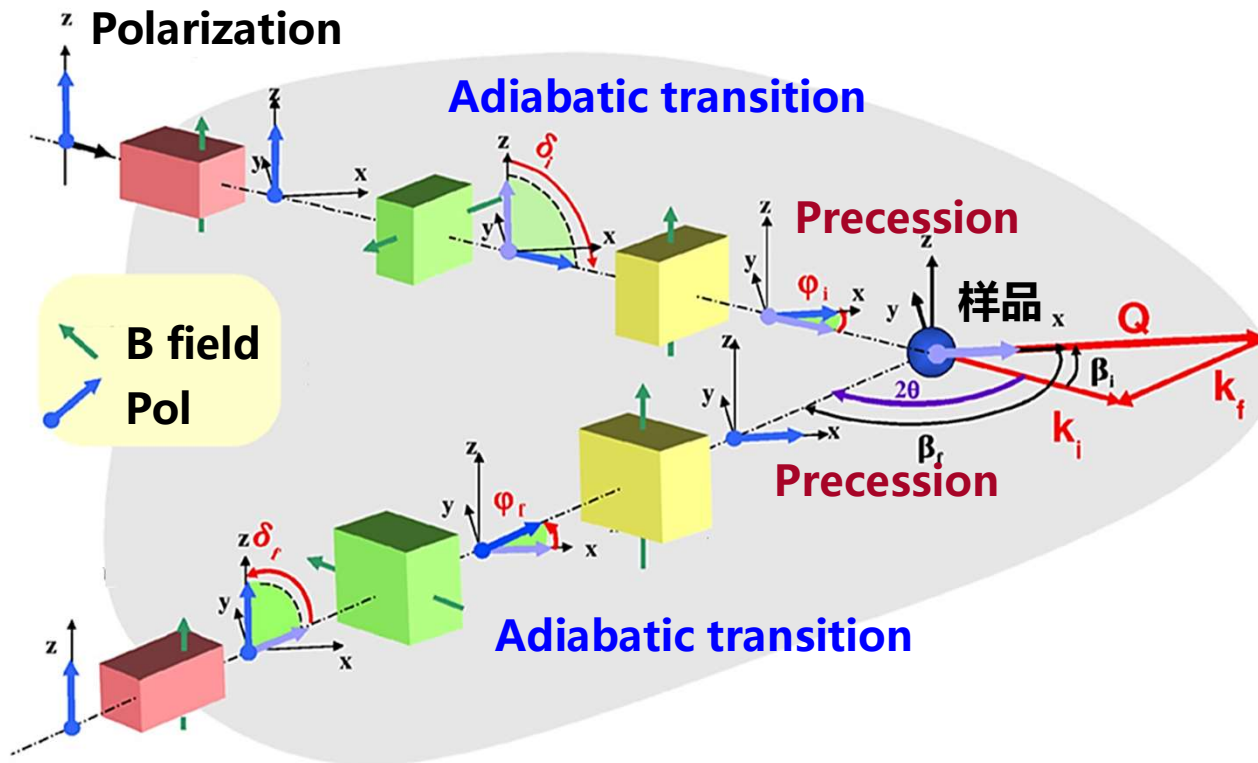 z
Polarization
Adiabatic transition
z
y
x
z
δi
y
x
Precession
z
y
φi
x
z
样品
y
x
Q
βi
2θ
kf
ki
βf
B field
Pol
z
y
x
Precession
z
φf
y
x
z
δf
y
x
Adiabatic transition
z